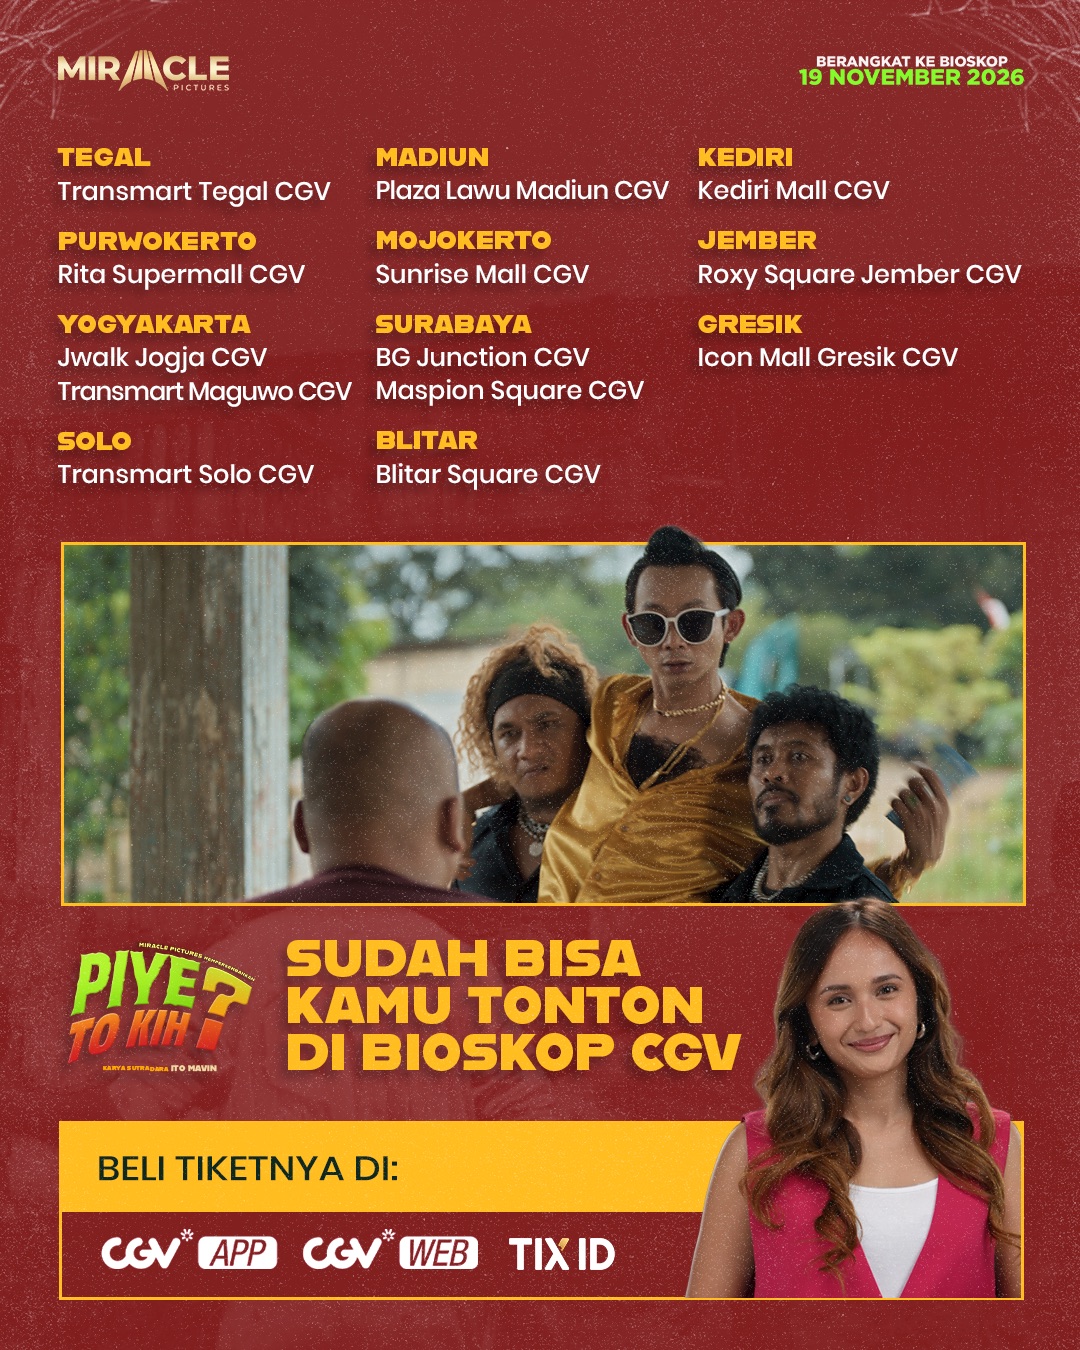 MIRACLE
PICTURES
BERANGKAT KE BIOSKOP
19 NOVEMBER 2026
TEGAL
Transmart Tegal CGV
PURWOKERTO
Rita Supermall CGV
YOGYAKARTA
Jwalk Jogja CGV
Transmart Maguwo CGV
SOLO
Transmart Solo CGV
MADIUN
Plaza Lawu Madiun CGV
MOJOKERTO
Sunrise Mall CGV
SURABAYA
BG Junction CGV
Maspion Square CGV
BLITAR
Blitar Square CGV
KEDIRI
Kediri Mall CGV
JEMBER
Roxy Square Jember CGV
GRESIK
Icon Mall Gresik CGV
MIRACLE PICTURES MEMPERSEMBAHKAN
PIYE
TO KIH?
KARYA SUTRADARA ITO MAVIN
SUDAH BISA
KAMU TONTON
DI BIOSKOP CGV
BELI TIKETNYA DI:
CGV APP CGV WEB TIX ID